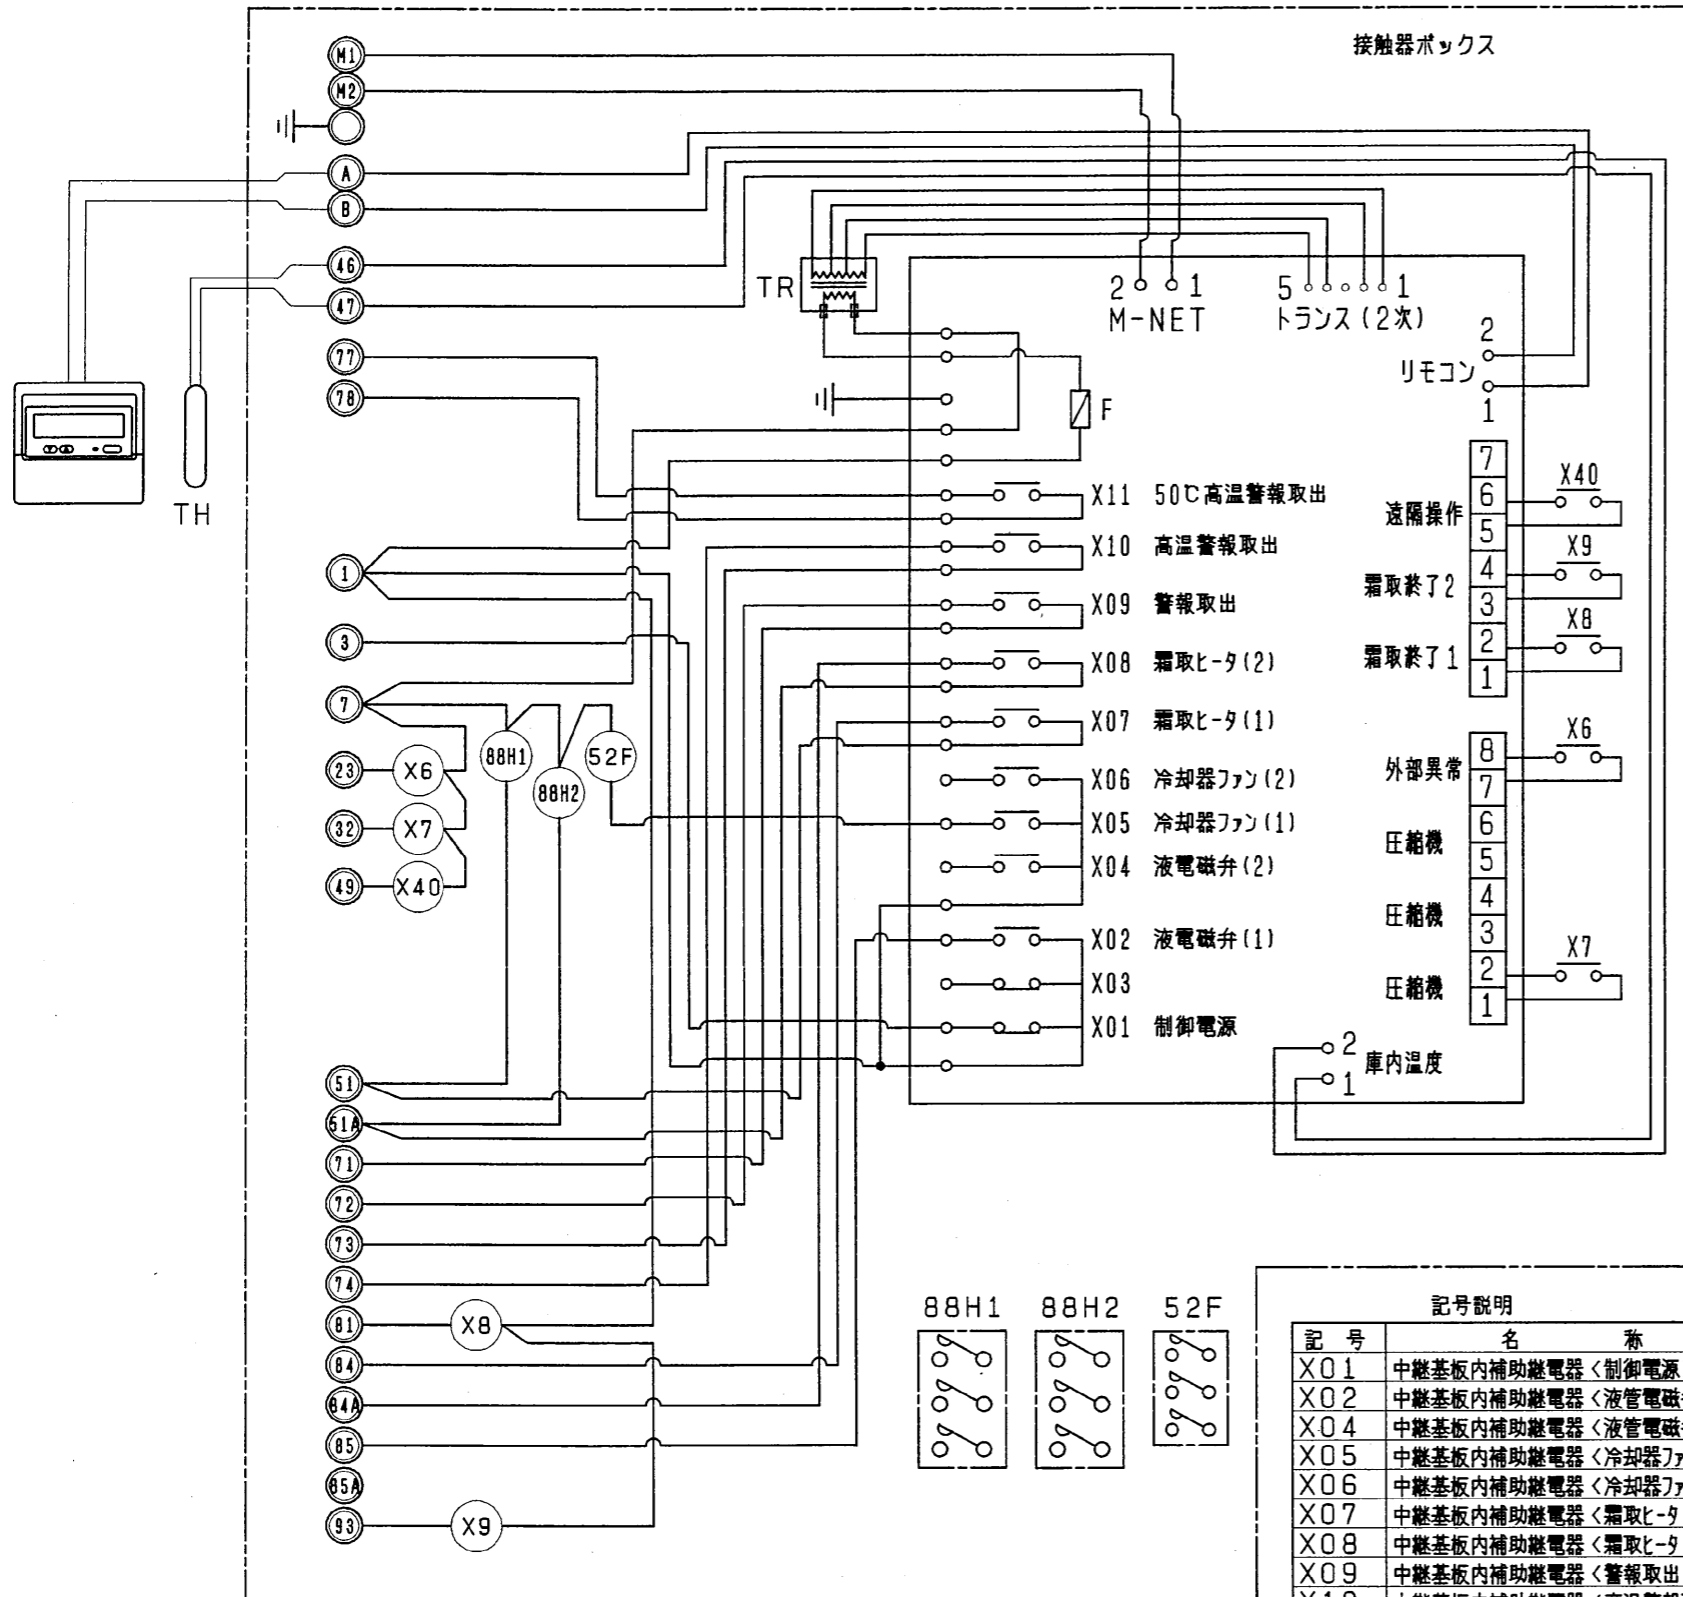 接触器ボックス
M1
M2
A
B
46
47
77
78
TH
TR
2 1
M-NET
5 1
トランス(2次)
2
リモコン
1
F
X11 50℃高温警報取出
X10 高温警報取出
X09 警報取出
X08 霜取ヒータ(2)
X07 霜取ヒータ(1)
X06 冷却器ファン(2)
X05 冷却器ファン(1)
X04 液電磁弁(2)
X02 液電磁弁(1)
X03
X01 制御電源
7
6
5
4
3
2
1
遠隔操作
霜取終了2
霜取終了1
X40
X9
X8
8
7
6
5
4
3
2
1
外部異常
圧縮機
圧縮機
圧縮機
X6
X7
2
庫内温度
1
1
3
7
23
X6
32
X7
49
X40
88H1
88H2
52F
51
51A
71
72
73
74
81
X8
84
84A
85
85A
93
X9
88H1
88H2
52F
記号説明
記 号 名 称
X01 中継基板内補助継電器<制御電源
X02 中継基板内補助継電器<液管電磁
X04 中継基板内補助継電器<液管電磁
X05 中継基板内補助継電器<冷却器ファ
X06 中継基板内補助継電器<冷却器ファ
X07 中継基板内補助継電器<霜取ヒータ
X08 中継基板内補助継電器<霜取ヒータ
X09 中継基板内補助継電器<警報取出